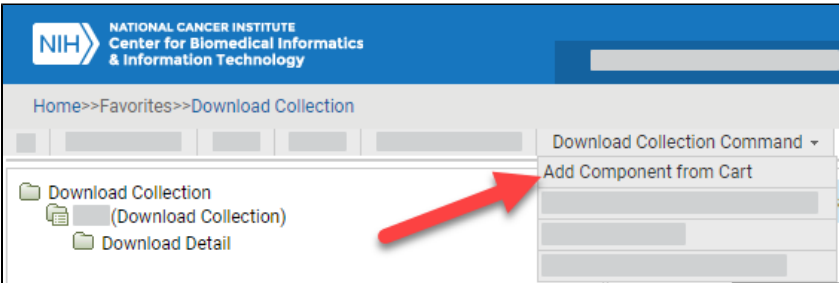 NIH
NATIONAL CANCER INSTITUTE
Center for Biomedical Informatics
& Information Technology
Home>>Favorites>>Download Collection
Download Collection Command
Add Component from Cart
Download Collection
(Download Collection)
Download Detail